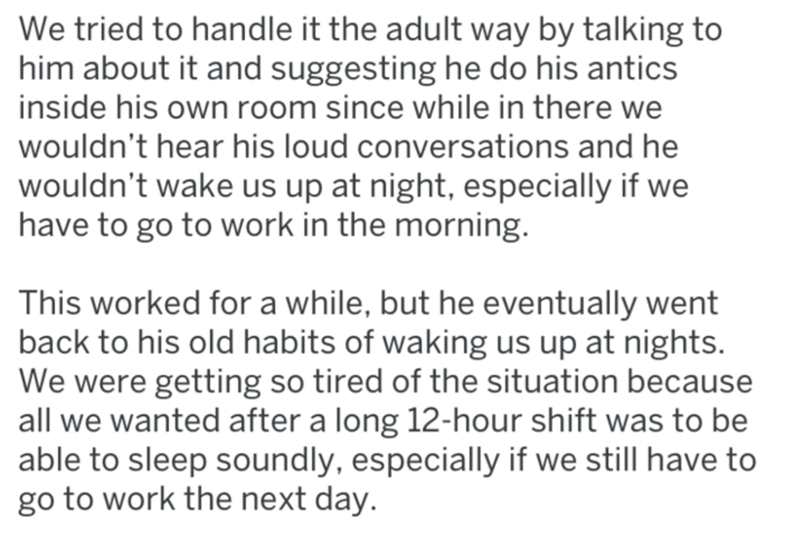 We tried to handle it the adult way by talking to
him about it and suggesting he do his antics
inside his own room since while in there we
wouldn’t hear his loud conversations and he
wouldn’t wake us up at night, especially if we
have to go to work in the morning.

This worked for a while, but he eventually went
back to his old habits of waking us up at nights.
We were getting so tired of the situation because
all we wanted after a long 12-hour shift was to be
able to sleep soundly, especially if we still have to
go to work the next day.